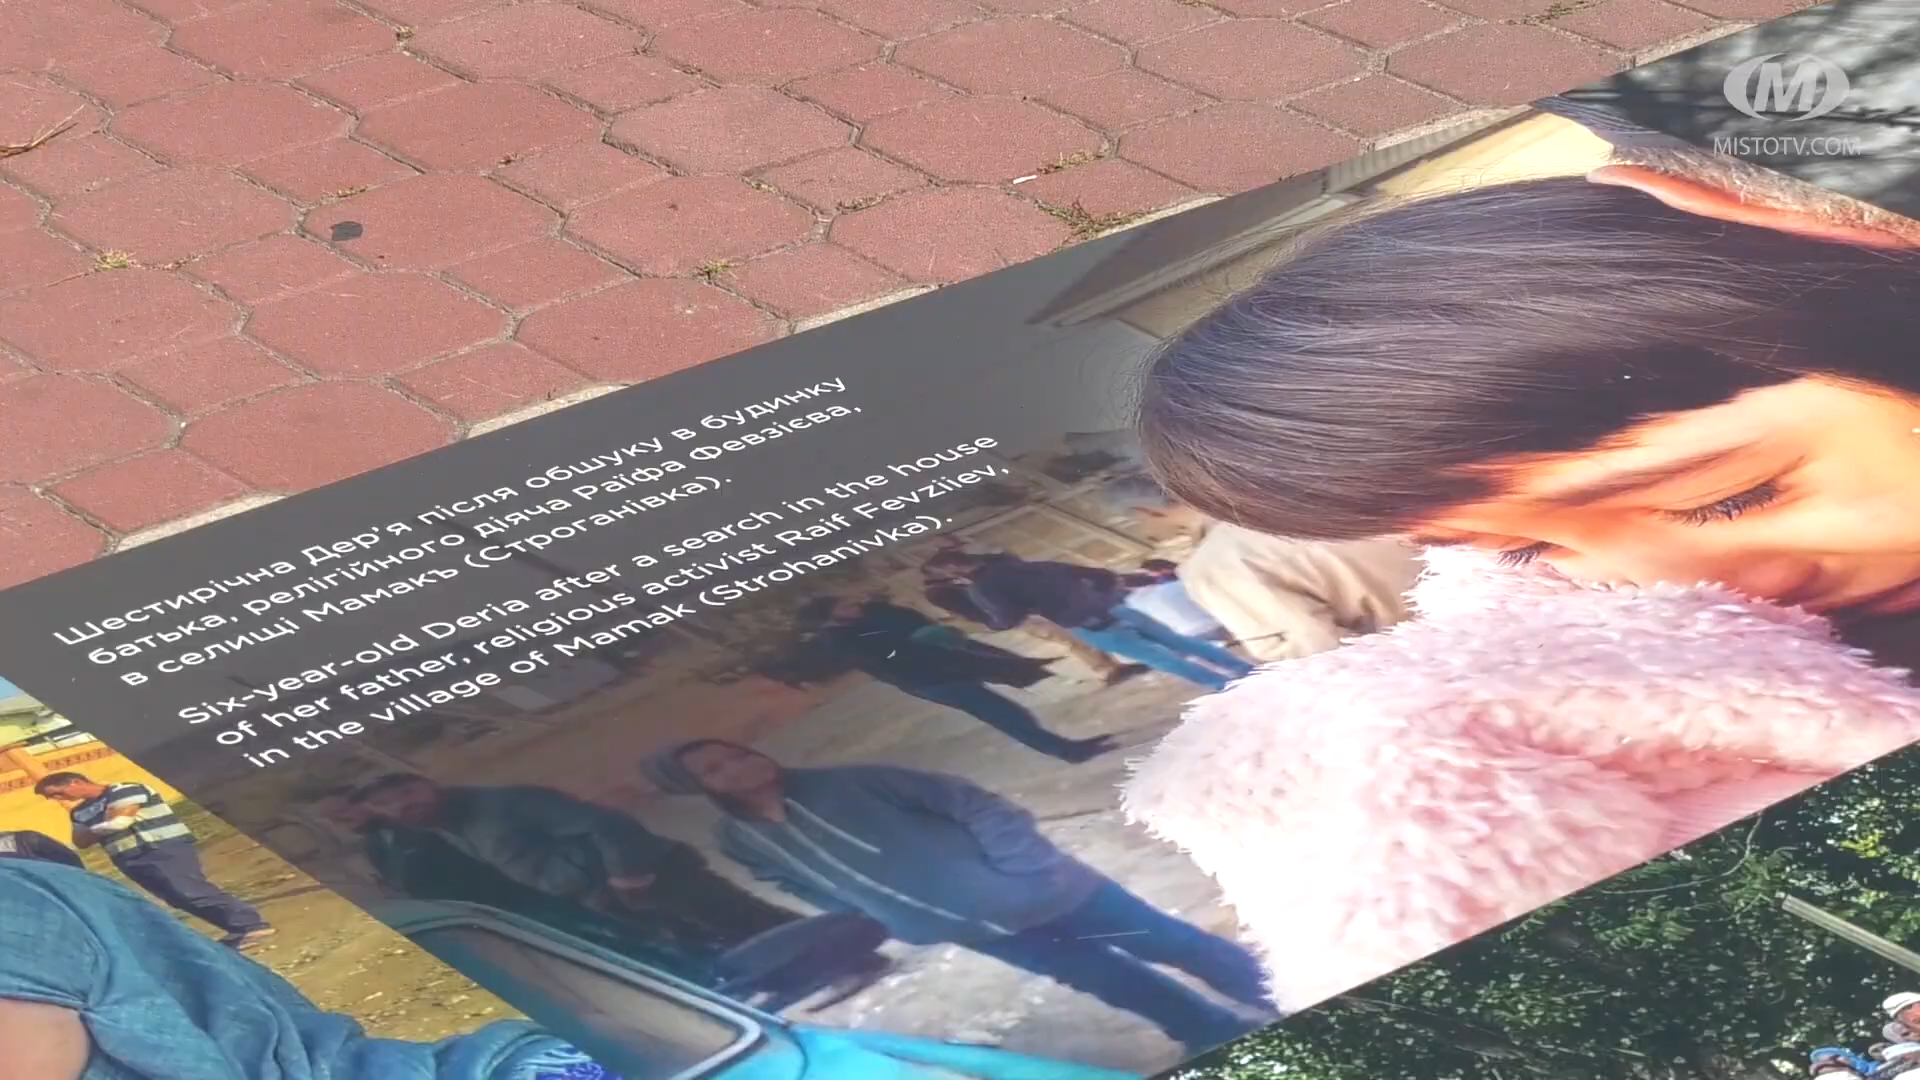 Шестирічна Дер'я після обшуку в будинку
батька, релігійного діяча Раїфа Февзієва,
в селищі Мамакъ (Строганівка).
Six-year-old Deria after a search in the house
of her father, religious activist Raif Fevziiev,
in the village of Mamak (Strohanivka).
M
MISTOTV.COM